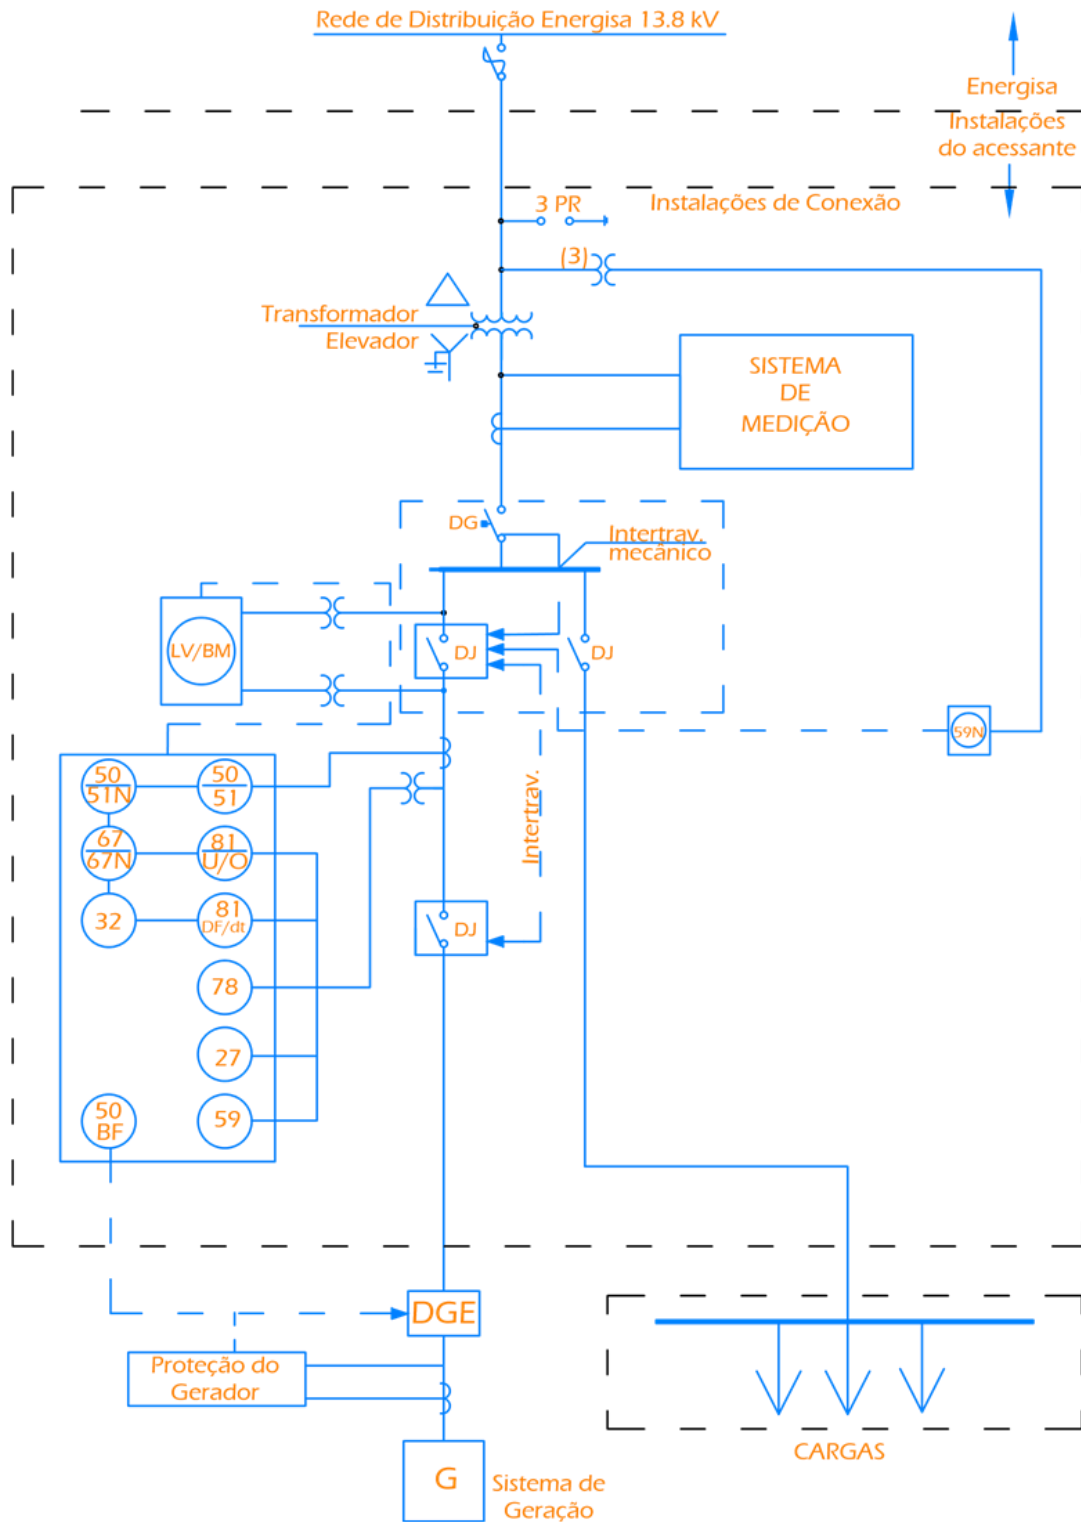 Rede de Distribuição Energisa 13.8 kV
Energisa
Instalações
do acessante
3 PR
Instalações de Conexão
(3)
Transformador
Elevador
SISTEMA
DE
MEDIÇÃO
DG
Intertrav.
mecânico
LV/BM
DJ
DJ
59N
50
51N
50
51
Intertrav.
67
67N
81
U/O
32
81
DF/dt
DJ
78
27
50
BF
59
DGE
Proteção do
Gerador
CARGAS
G
Sistema de
Geração